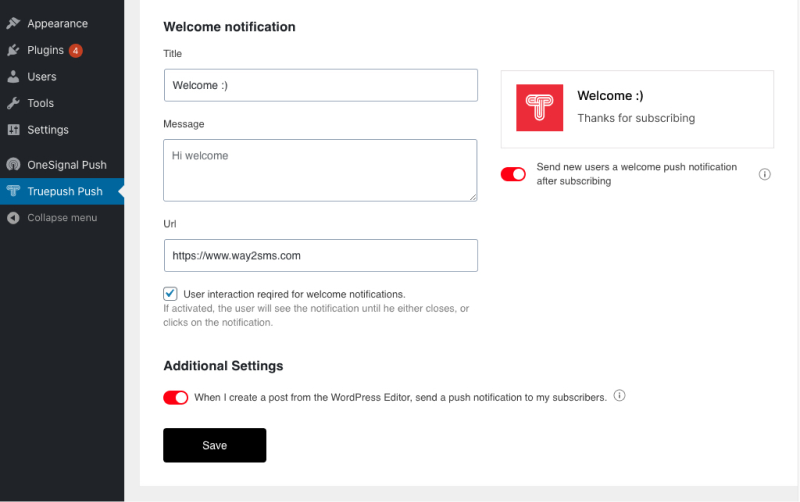 Appearance
Plugins 4
Users
Tools
Settings
OneSignal Push
Truepush Push
Collapse menu
Welcome notification
Title
Welcome :)
Message
Hi welcome
Url
https://www.way2sms.com
User interaction reqired for welcome notifications.
If activated, the user will see the notification until he either closes, or
clicks on the notification.
Welcome :)
Thanks for subscribing
Send new users a welcome push notification
after subscribing
Additional Settings
When I create a post from the WordPress Editor, send a push notification to my subscribers.
Save